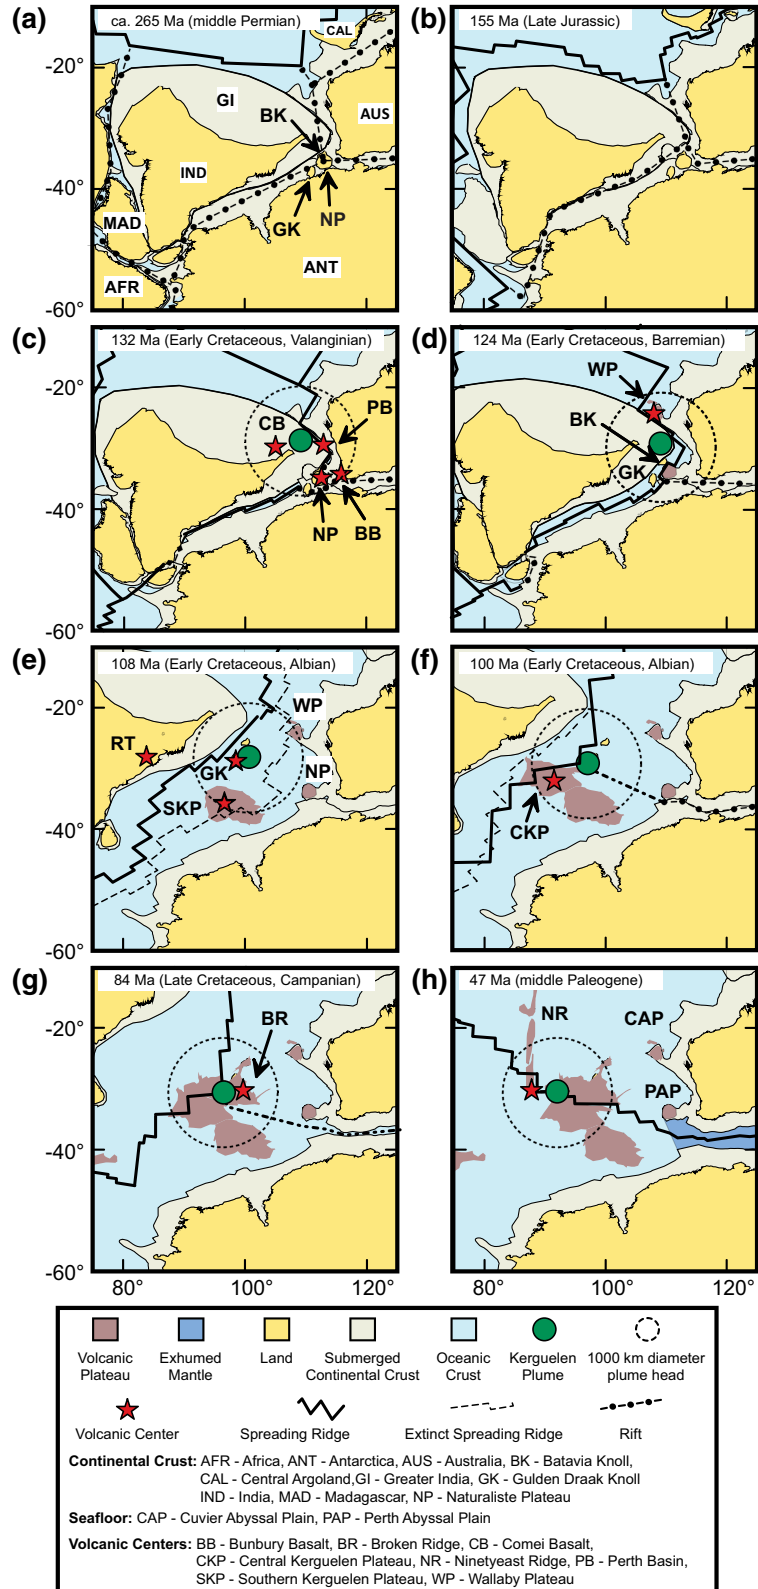 (a)
ca. 265 Ma (middle Permian)
CAL
-20°
GI
BK
AUS
IND
-40°
MAD
GK
NP
ANT
AFR
-60°
(b)
155 Ma (Late Jurassic)
(c)
132 Ma (Early Cretaceous, Valanginian)
-20°
CB
PB
-40°
NP
BB
-60°
(d)
124 Ma (Early Cretaceous, Barremian)
WP
BK
GK
(e)
108 Ma (Early Cretaceous, Albian)
-20°
WP
RT
GK
NP
SKP
-40°
-60°
(f)
100 Ma (Early Cretaceous, Albian)
CKP
(g)
84 Ma (Late Cretaceous, Campanian)
-20°
BR
-40°
-60°
80° 100° 120°
(h)
47 Ma (middle Paleogene)
NR
CAP
PAP
80° 100° 120°
Volcanic Plateau
Exhumed Mantle
Land
Submerged Continental Crust
Oceanic Crust
Kerguelen Plume
1000 km diameter plume head
Volcanic Center
Spreading Ridge
Extinct Spreading Ridge
Rift
Continental Crust: AFR - Africa, ANT - Antarctica, AUS - Australia, BK - Batavia Knoll,
CAL - Central Argoland,GI - Greater India, GK - Gulden Draak Knoll
IND - India, MAD - Madagascar, NP - Naturaliste Plateau
Seafloor: CAP - Cuvier Abyssal Plain, PAP - Perth Abyssal Plain
Volcanic Centers: BB - Bunbury Basalt, BR - Broken Ridge, CB - Comei Basalt,
CKP - Central Kerguelen Plateau, NR - Ninetyeast Ridge, PB - Perth Basin,
SKP - Southern Kerguelen Plateau, WP - Wallaby Plateau